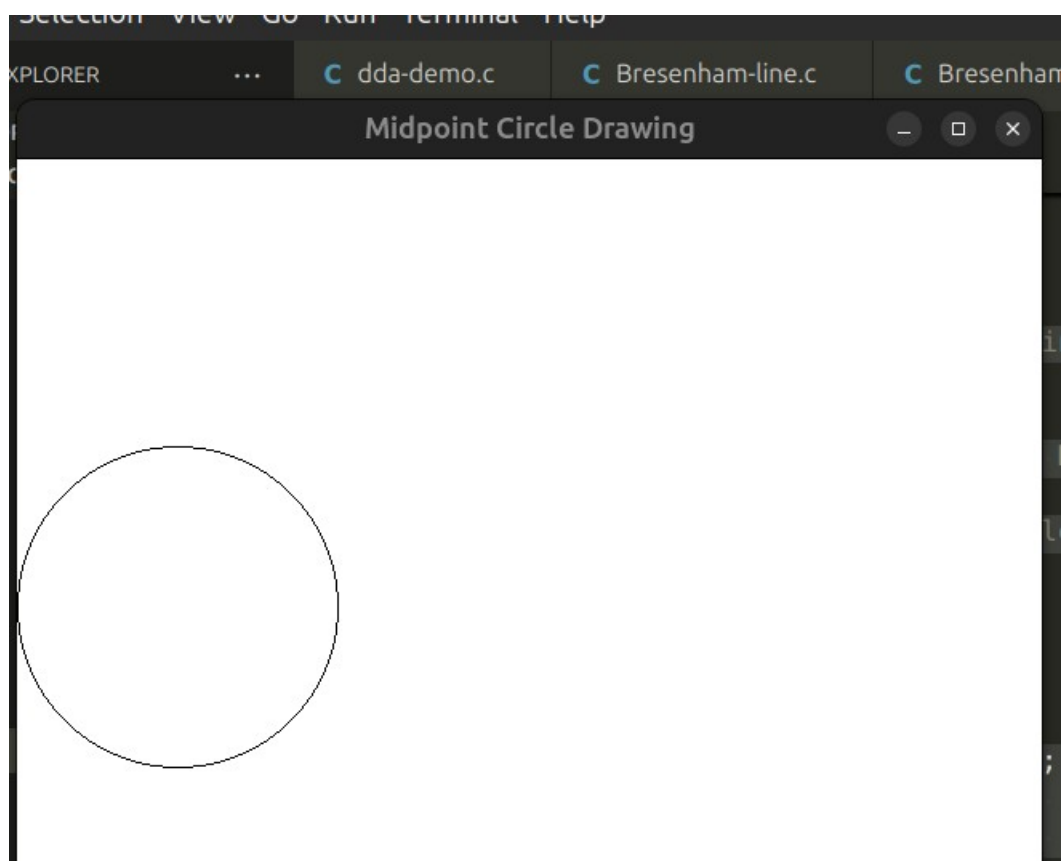 Selection View Go Run Terminal Help
XPLORER ... C dda-demo.c C Bresenham-line.c C Bresenham
Midpoint Circle Drawing